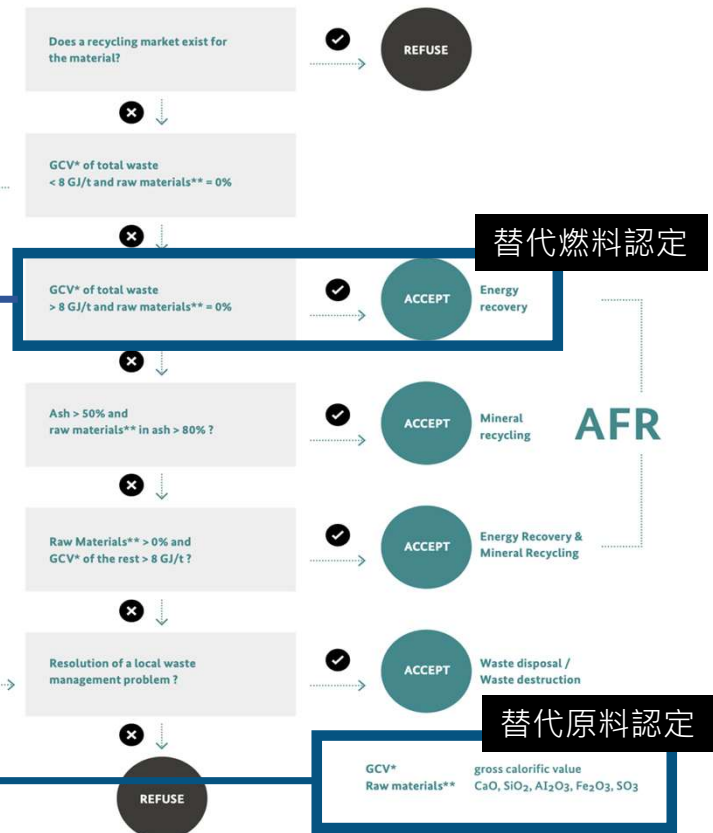 Does a recycling market exist for
the material?
REFUSE
GCV* of total waste
< 8 GJ/t and raw materials** = 0%
替代燃料認定
GCV* of total waste
> 8 GJ/t and raw materials** = 0%
ACCEPT
Energy
recovery
Ash > 50% and
raw materials** in ash > 80% ?
ACCEPT
Mineral
recycling
AFR
Raw Materials** > 0% and
GCV* of the rest > 8 GJ/t ?
ACCEPT
Energy Recovery &
Mineral Recycling
Resolution of a local waste
management problem ?
ACCEPT
Waste disposal /
Waste destruction
替代原料認定
REFUSE
GCV* gross calorific value
Raw materials** CaO, SiO₂, Al₂O₃, Fe₂O₃, SO₃